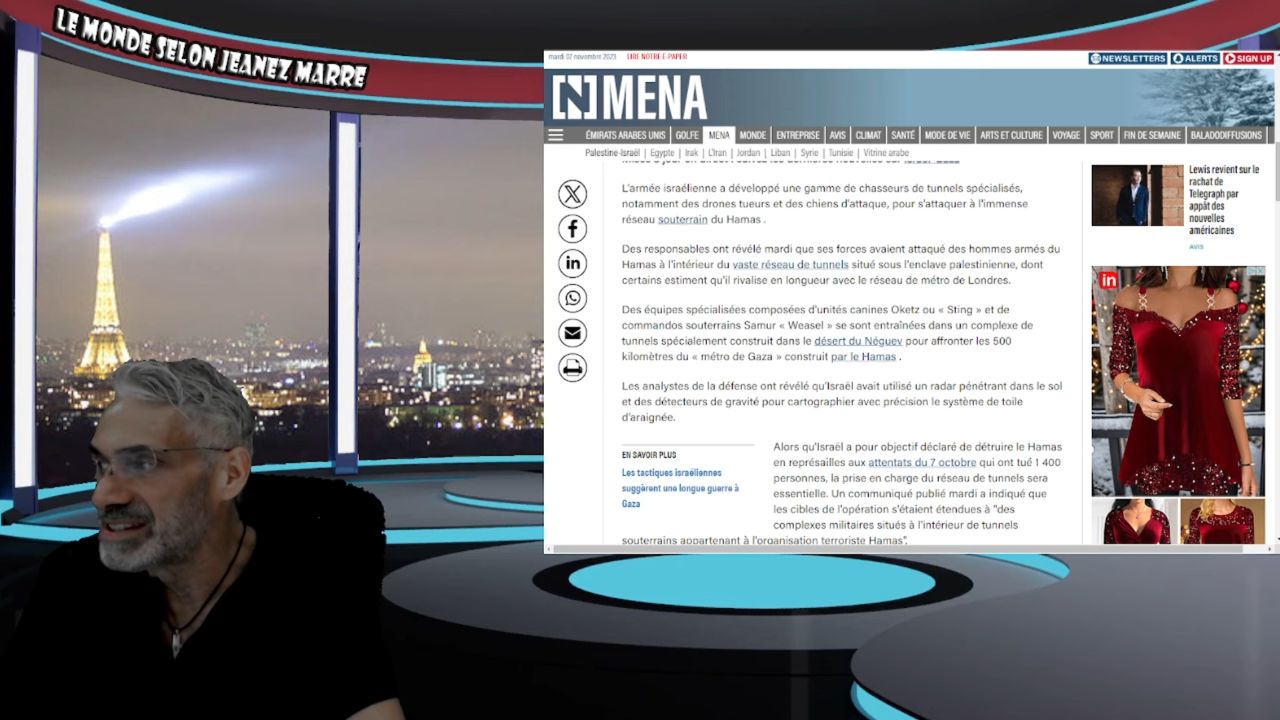 LE MONDE SELON JEANEZ MARRE
mardi 07 novembre 2023 LIRE NOTRE E-PAPER
NEWSLETTERS ALERTS SIGN UP
MENA
ÉMIRATS ARABES UNIS GOLFE MENA MONDE ENTREPRISE AVIS CLIMAT SANTÉ MODE DE VIE ARTS ET CULTURE VOYAGE SPORT FIN DE SEMAINE BALADODIFFUSIONS
Palestine-Israël | Egypte | Irak | L'Iran | Jordan | Liban | Syrie | Tunisie | Vitrine arabe
L'armée israélienne a développé une gamme de chasseurs de tunnels spécialisés,
notamment des drones tueurs et des chiens d'attaque, pour s'attaquer à l'immense
réseau souterrain du Hamas .
Des responsables ont révélé mardi que ses forces avaient attaqué des hommes armés du
Hamas à l'intérieur du vaste réseau de tunnels situé sous l'enclave palestinienne, dont
certains estiment qu'il rivalise en longueur avec le réseau de métro de Londres.
Des équipes spécialisées composées d'unités canines Oketz ou « Sting » et de
commandos souterrains Samur « Weasel » se sont entraînées dans un complexe de
tunnels spécialement construit dans le désert du Néguev pour affronter les 500
kilomètres du « métro de Gaza » construit par le Hamas .
Les analystes de la défense ont révélé qu'Israël avait utilisé un radar pénétrant dans le sol
et des détecteurs de gravité pour cartographier avec précision le système de toile
d'araignée.
EN SAVOIR PLUS
Les tactiques israéliennes
suggèrent une longue guerre à
Gaza
Alors qu'Israël a pour objectif déclaré de détruire le Hamas
en représailles aux attentats du 7 octobre qui ont tué 1 400
personnes, la prise en charge du réseau de tunnels sera
essentielle. Un communiqué publié mardi a indiqué que
les cibles de l'opération s'étaient étendues à "des
complexes militaires situés à l'intérieur de tunnels
souterrains appartenant à l'organisation terroriste Hamas".
Lewis revient sur le
rachat de
Telegraph par
appât des
nouvelles
américaines
AVIS